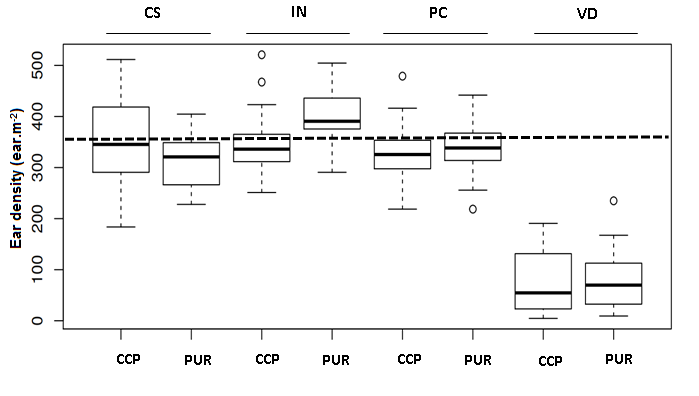 CS IN PC VD
Ear density (ear.m-2)
500
400
300
200
100
0
CCP PUR CCP PUR CCP PUR CCP PUR